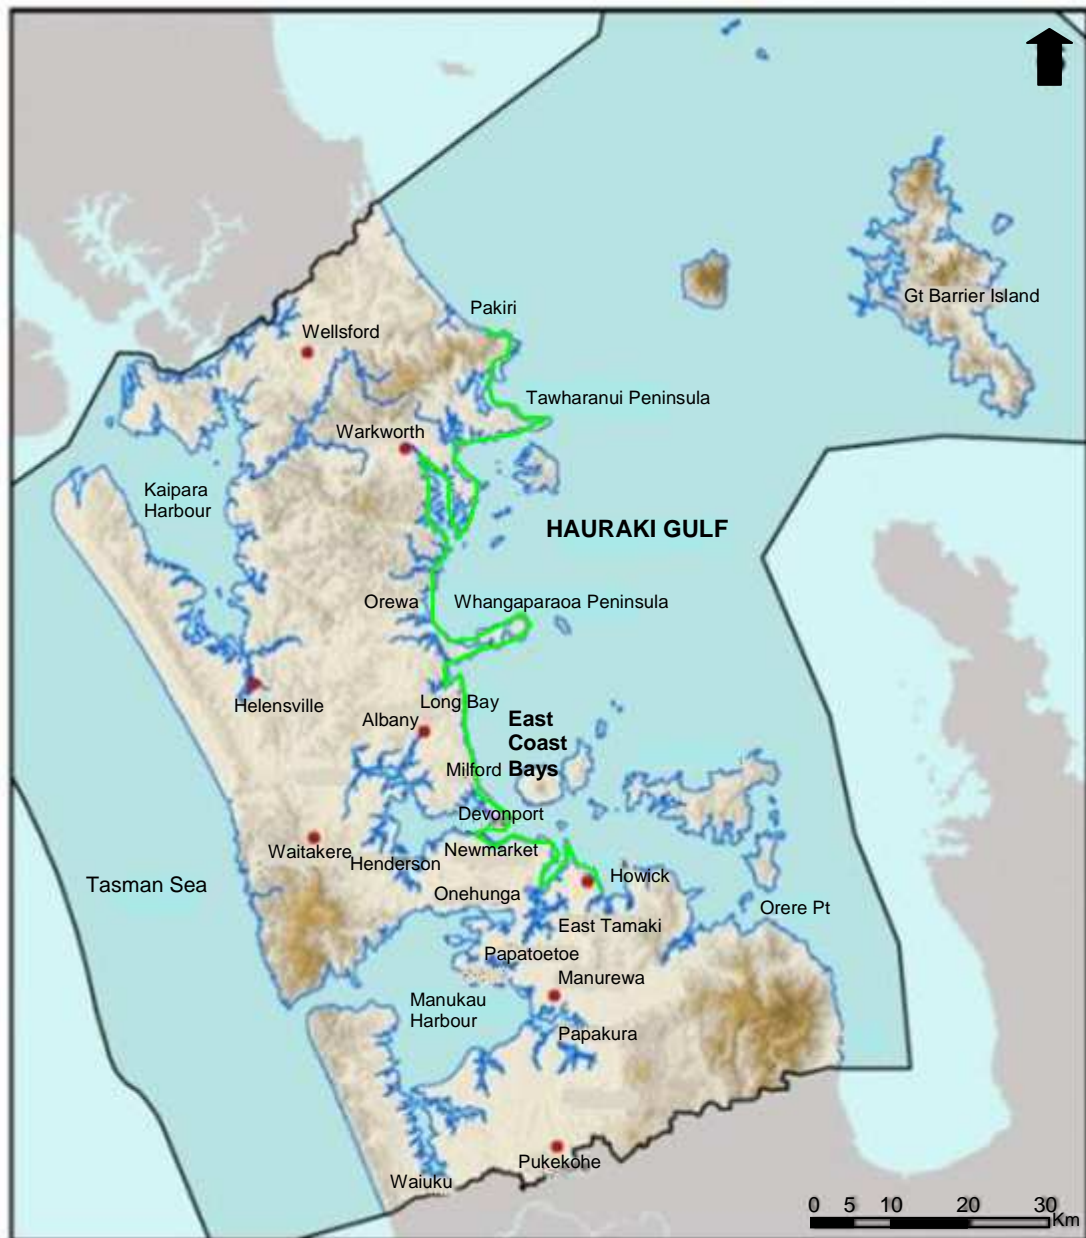 Gt Barrier Island
Pakiri
Wellsford
Tawharanui Peninsula
Warkworth
Kaipara
Harbour
HAURAKI GULF
Orewa
Whangaparaoa Peninsula
Helensville
Long Bay
Albany
East
Coast
Bays
Milford
Devonport
Waitakere
Henderson
Newmarket
Tasman Sea
Onehunga
Howick
Orere Pt
East Tamaki
Papatoetoe
Manurewa
Manukau
Harbour
Papakura
Pukekohe
Waiuku
0 5 10 20 30
Km